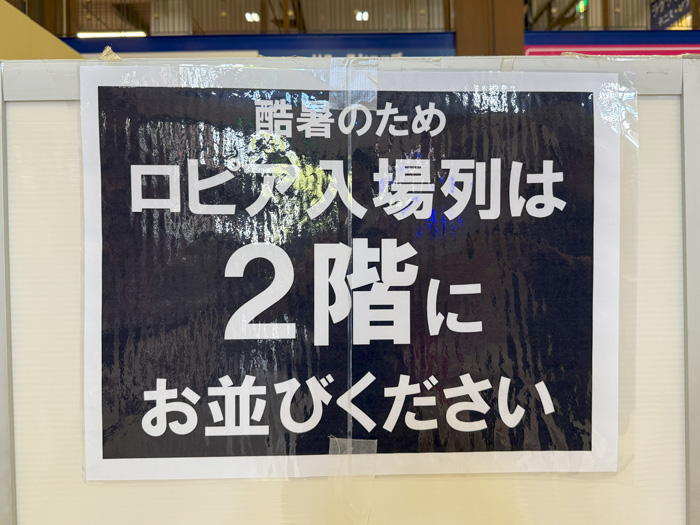 酷暑のため
ロピア入場列は
2階に
お並びください